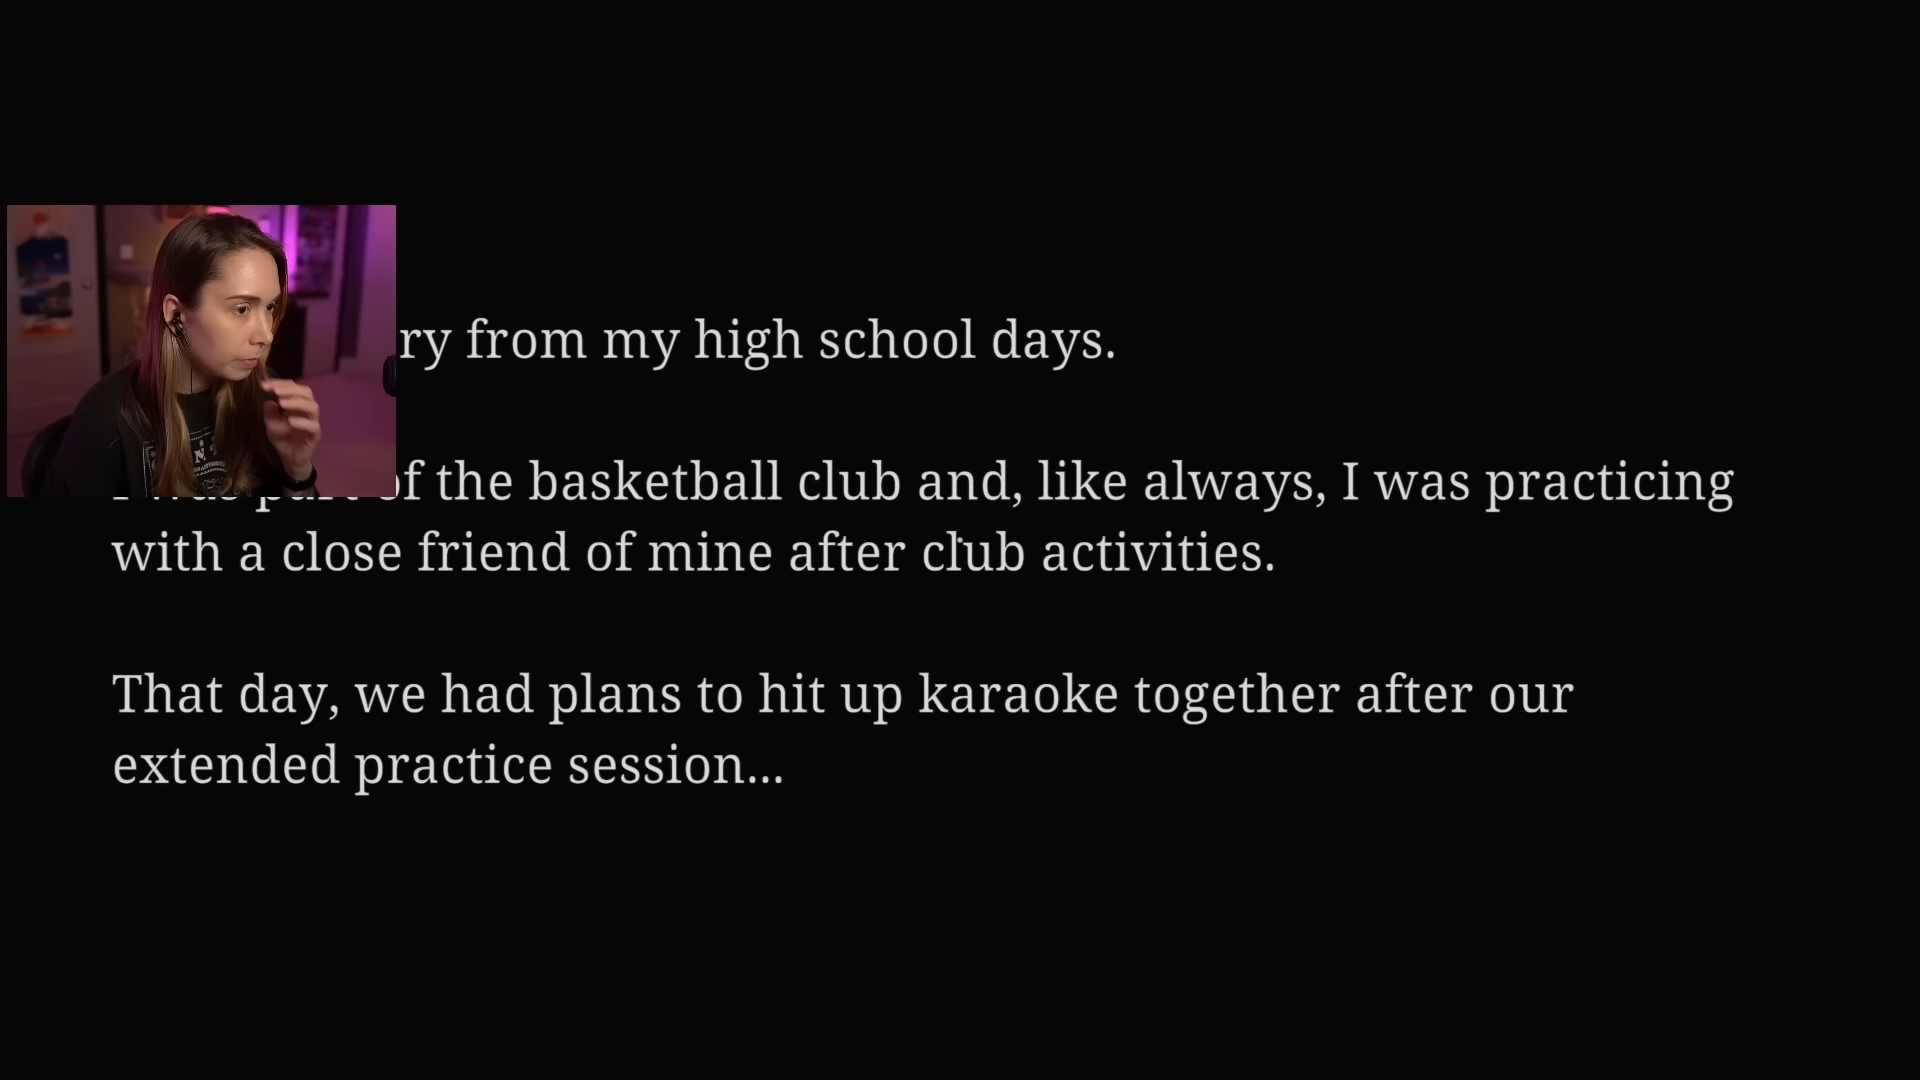 ry from my high school days.
I was part of the basketball club and, like always, I was practicing
with a close friend of mine after club activities.
That day, we had plans to hit up karaoke together after our
extended practice session...